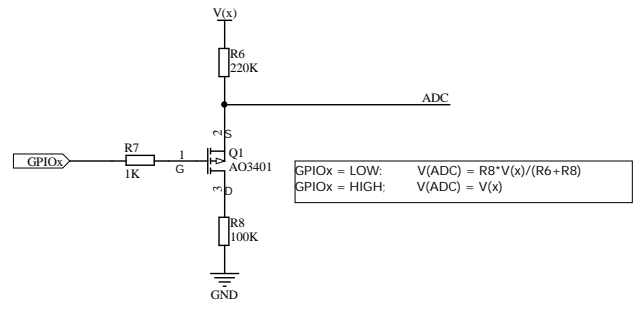 V(x)
R6
220K
ADC
2
S
R7
1
Q1
GPIOx
G
AO3401
1K
GPIOx = LOW: V(ADC) = R8*V(x)/(R6+R8)
GPIOx = HIGH; V(ADC) = V(x)
3
D
R8
100K
GND